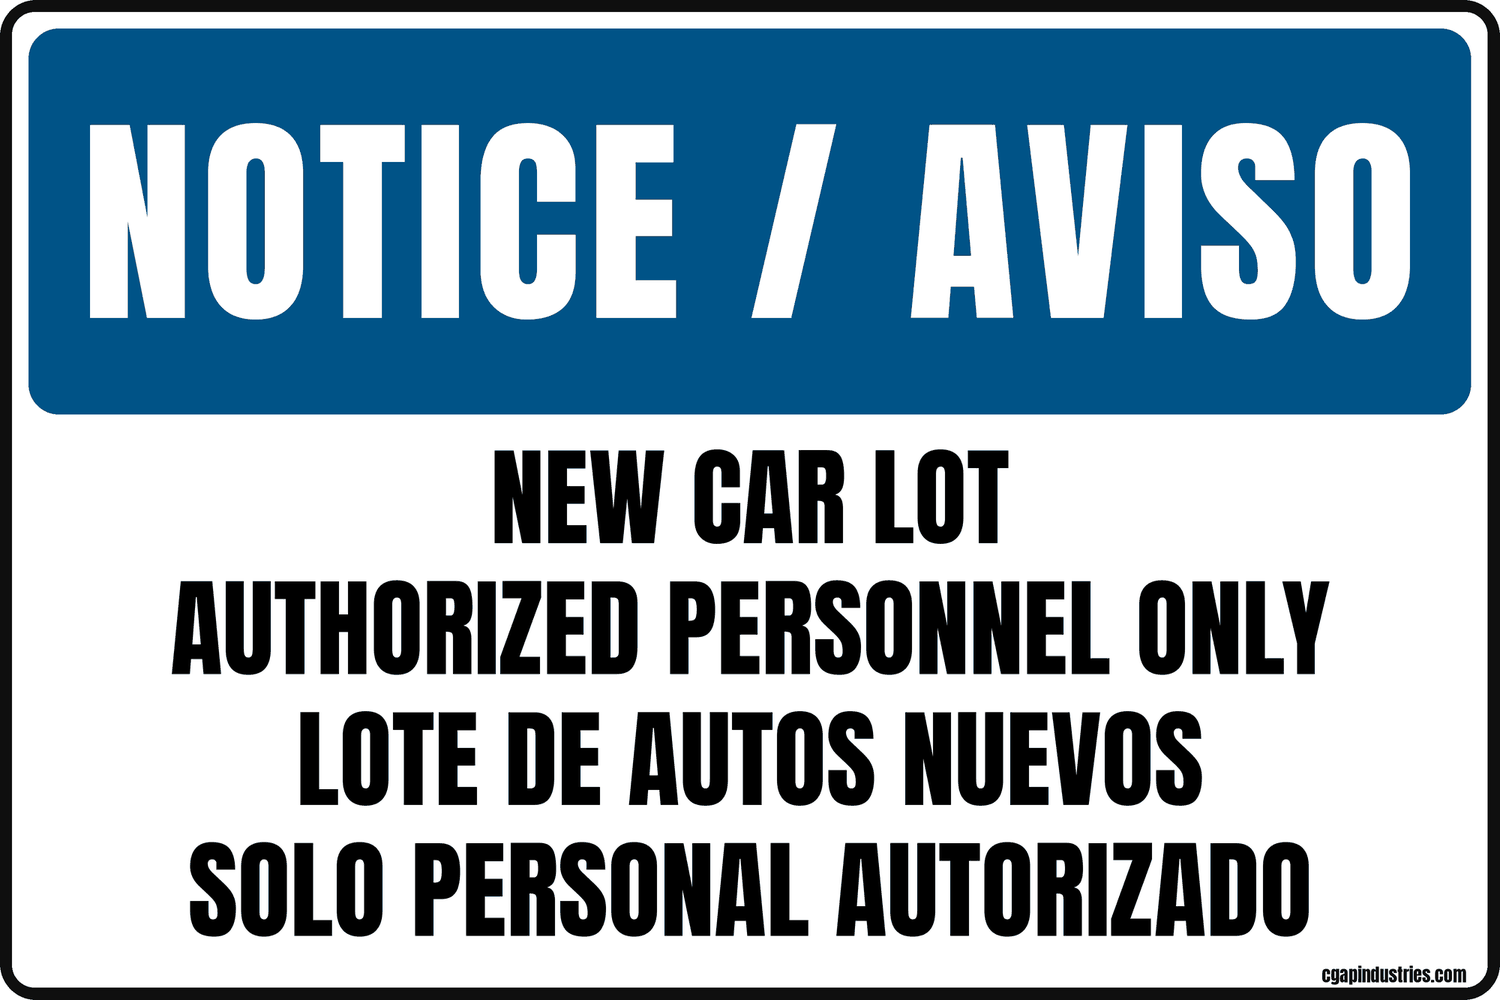 NOTICE / AVISO
NEW CAR LOT
AUTHORIZED PERSONNEL ONLY
LOTE DE AUTOS NUEVOS
SOLO PERSONAL AUTORIZADO
cgapindustries.com